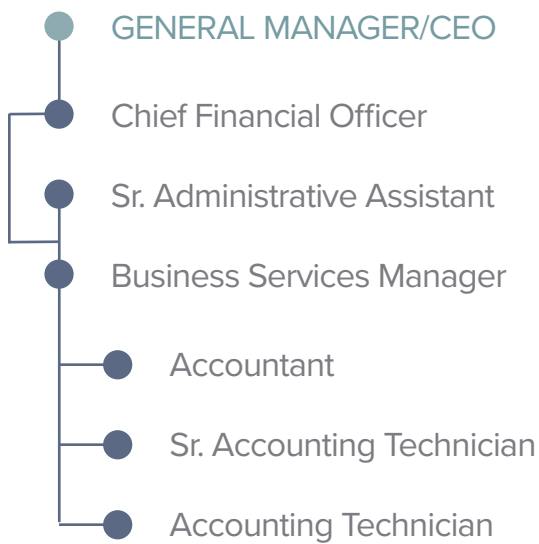 GENERAL MANAGER/CEO
Chief Financial Officer
Sr. Administrative Assistant
Business Services Manager
Accountant
Sr. Accounting Technician
Accounting Technician